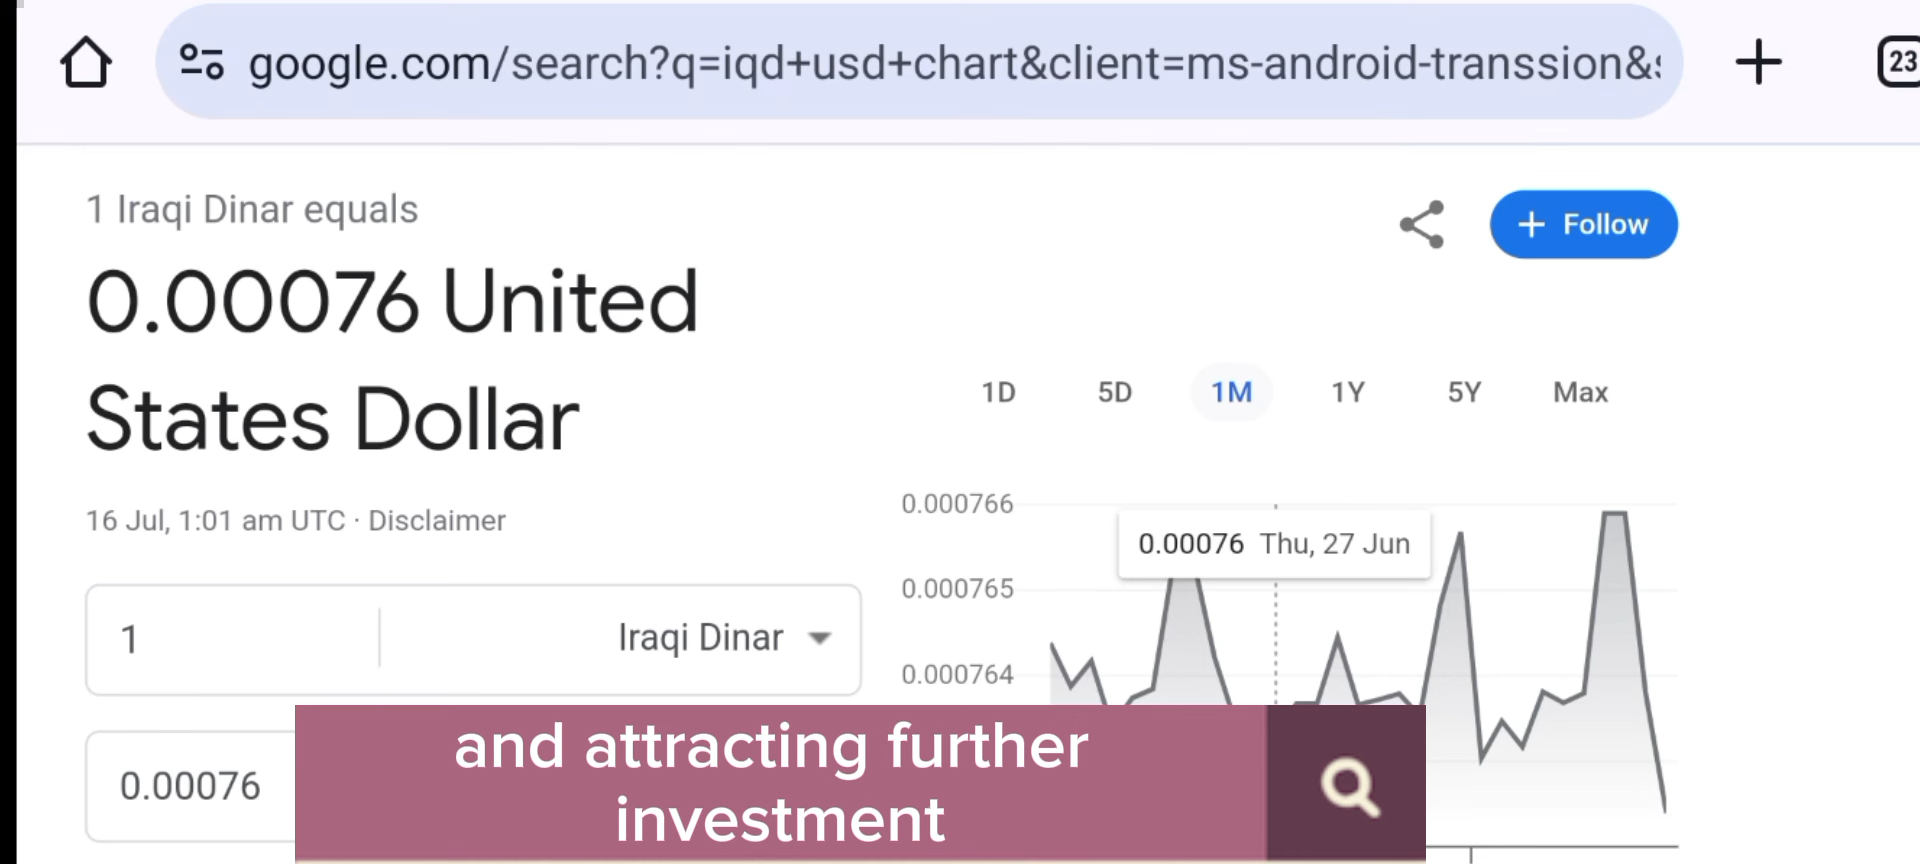 google.com/search?q=iqd+usd+chart&client=ms-android-transsion&s
23
1 Iraqi Dinar equals
0.00076 United
States Dollar
Follow
16 Jul, 1:01 am UTC · Disclaimer
1D 5D 1M 1Y 5Y Max
0.000766
0.00076 Thu, 27 Jun
0.000765
0.000764
1 Iraqi Dinar
0.00076
and attracting further
investment